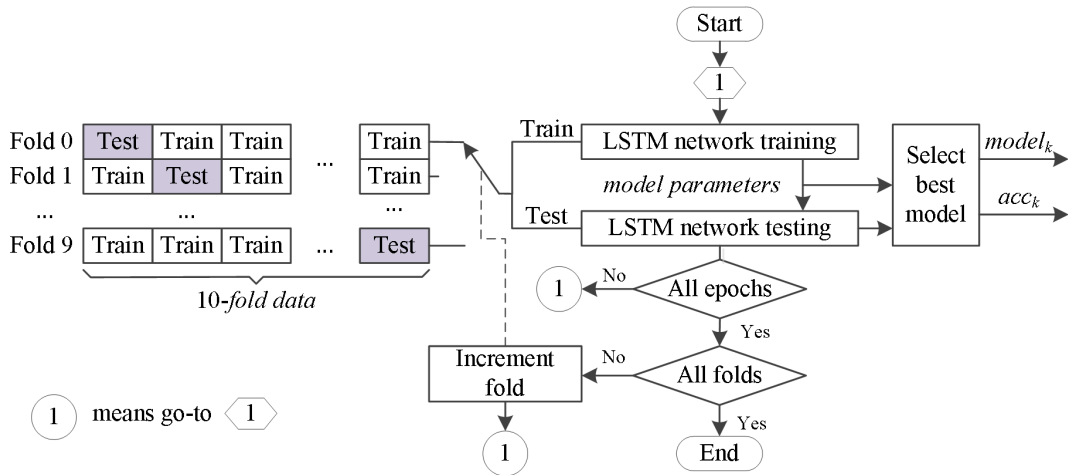 Start
1
Fold 0 Test Train Train ... Train
Fold 1 Train Test Train Train
... ... ...
Fold 9 Train Train Train ... Test
10-fold data
Train
LSTM network training
model parameters
Test
LSTM network testing
Select
best
model
modelₖ
accₖ
All epochs
No
1
Yes
All folds
No
Increment
fold
1
Yes
End
1 means go-to 1